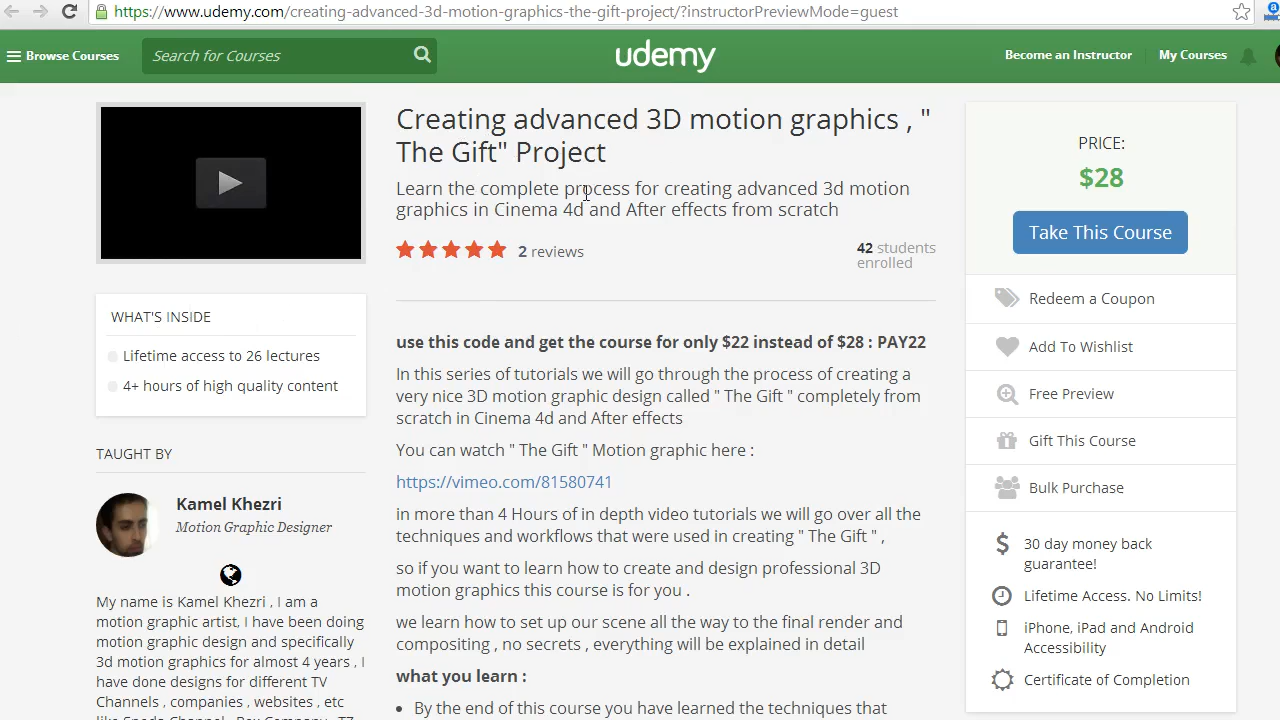 https://www.udemy.com/creating-advanced-3d-motion-graphics-the-gift-project/?instructorPreviewMode=guest
Browse Courses
Search for Courses
udemy
Become an Instructor
My Courses
Creating advanced 3D motion graphics , "
The Gift" Project
Learn the complete process for creating advanced 3d motion
graphics in Cinema 4d and After effects from scratch
2 reviews
42 students
enrolled
WHAT'S INSIDE
Lifetime access to 26 lectures
4+ hours of high quality content
TAUGHT BY
Kamel Khezri
Motion Graphic Designer
My name is Kamel Khezri , I am a
motion graphic artist, I have been doing
motion graphic design and specifically
3d motion graphics for almost 4 years , I
have done designs for different TV
Channels , companies , websites , etc
use this code and get the course for only $22 instead of $28 : PAY22
In this series of tutorials we will go through the process of creating a
very nice 3D motion graphic design called " The Gift " completely from
scratch in Cinema 4d and After effects
You can watch " The Gift " Motion graphic here :
https://vimeo.com/81580741
in more than 4 Hours of in depth video tutorials we will go over all the
techniques and workflows that were used in creating " The Gift " ,
so if you want to learn how to create and design professional 3D
motion graphics this course is for you .
we learn how to set up our scene all the way to the final render and
compositing , no secrets , everything will be explained in detail
what you learn :
• By the end of this course you have learned the techniques that
PRICE:
$28
Take This Course
Redeem a Coupon
Add To Wishlist
Free Preview
Gift This Course
Bulk Purchase
30 day money back
guarantee!
Lifetime Access. No Limits!
iPhone, iPad and Android
Accessibility
Certificate of Completion